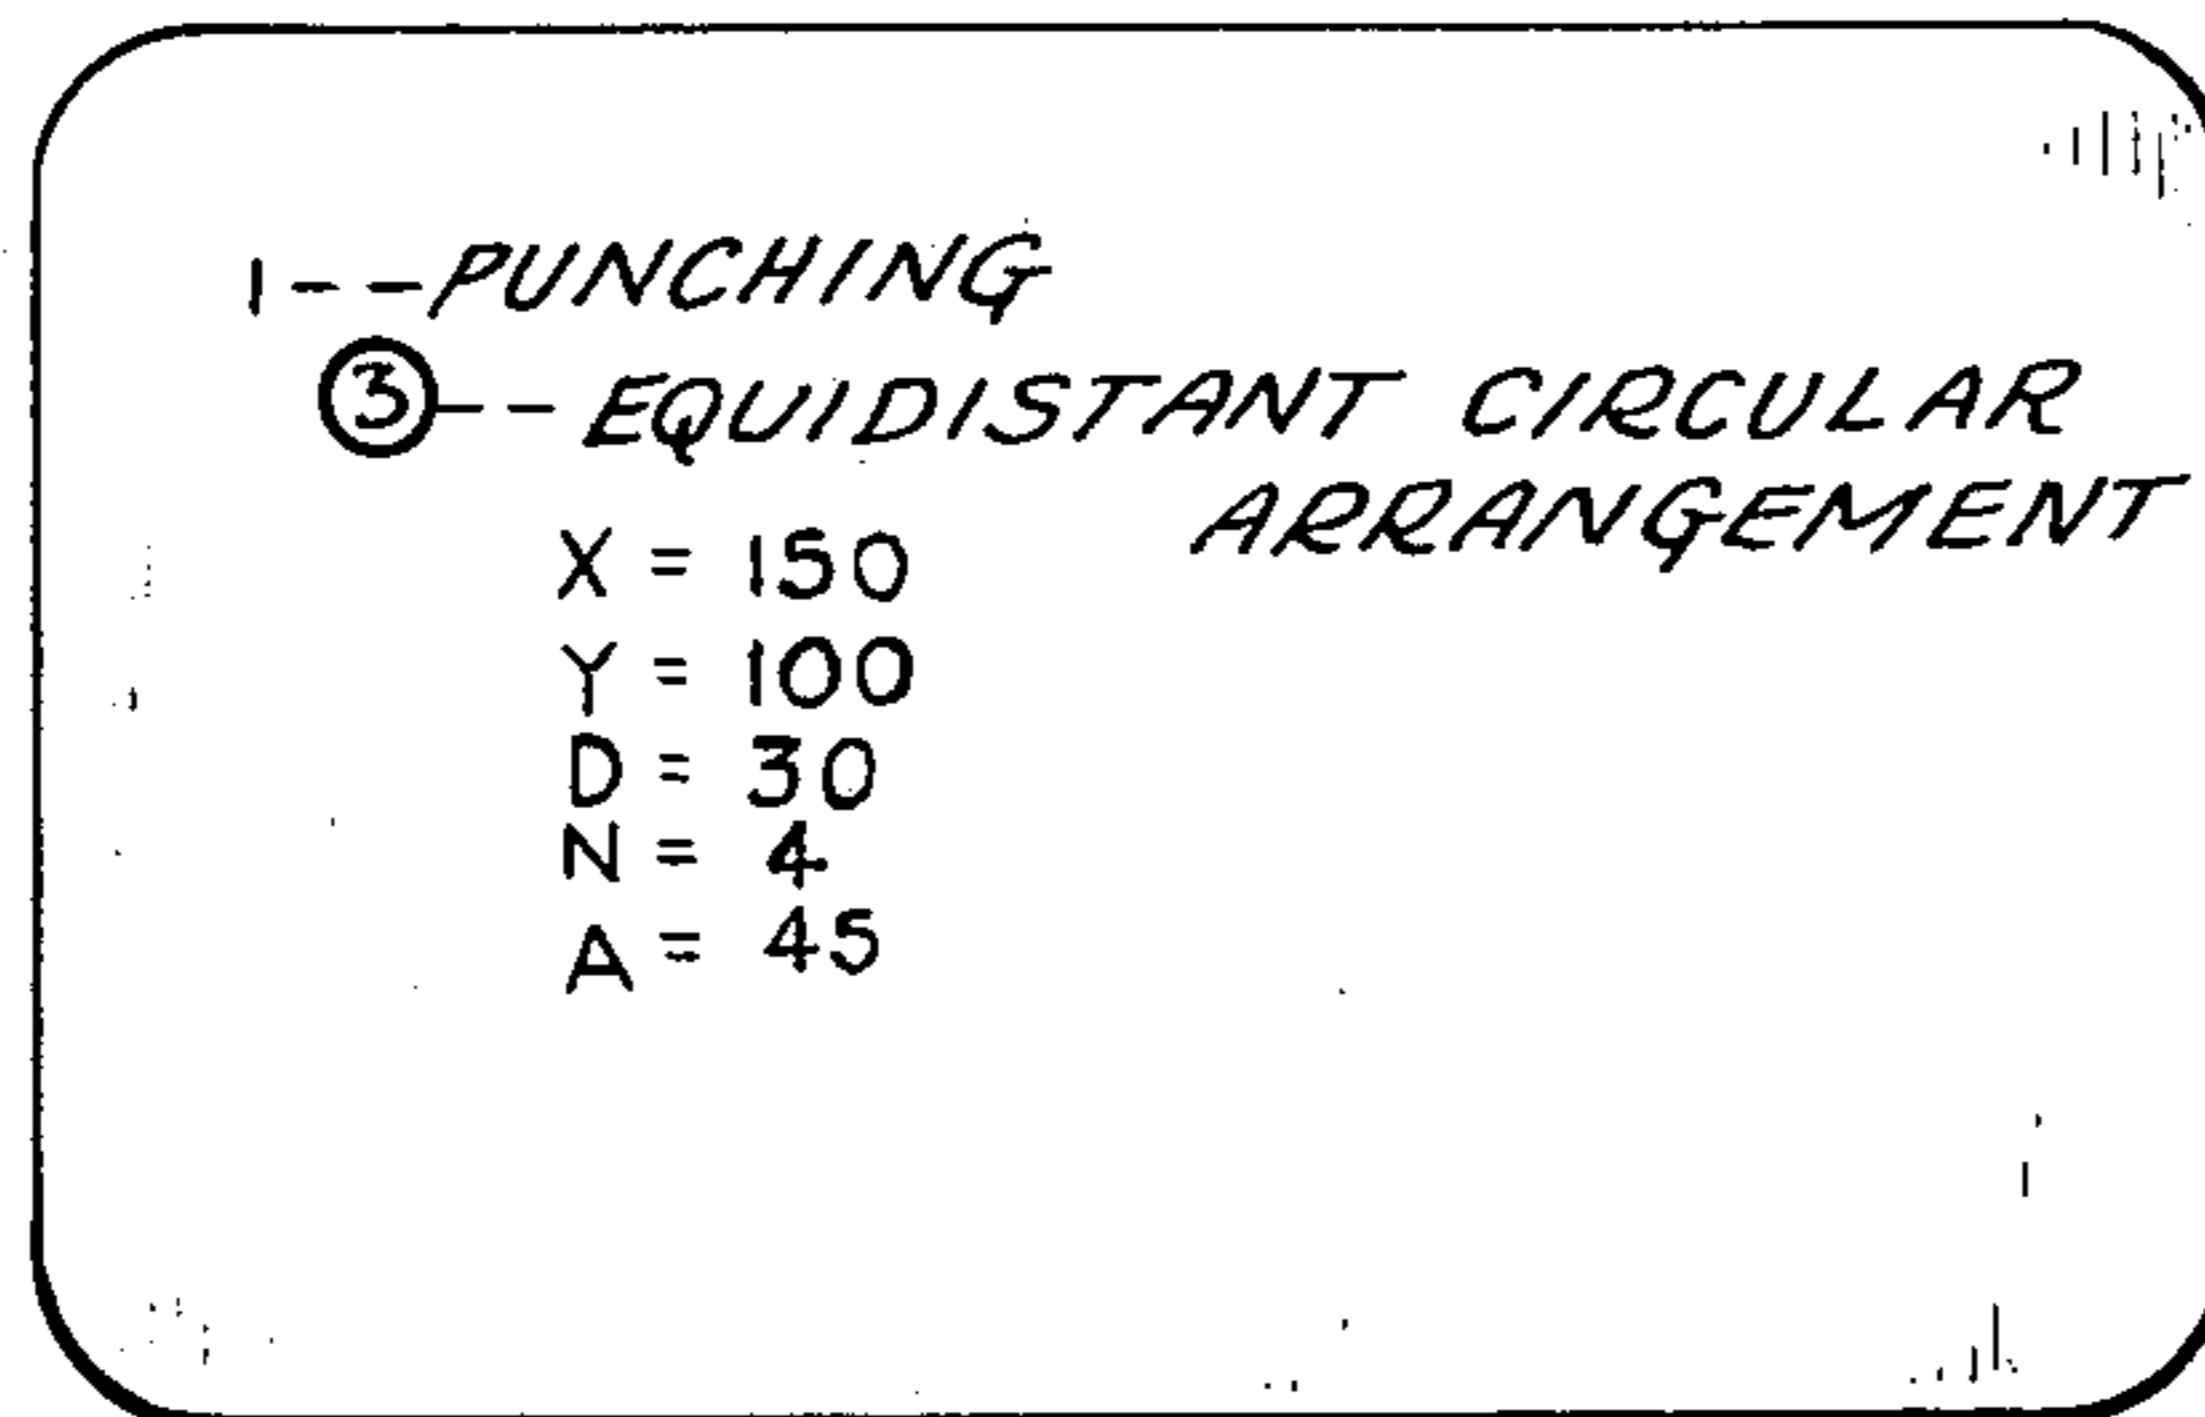 1--PUNCHING
③--EQUIDISTANT CIRCULAR
ARRANGEMENT
X = 150
Y = 100
D = 30
N = 4
A = 45